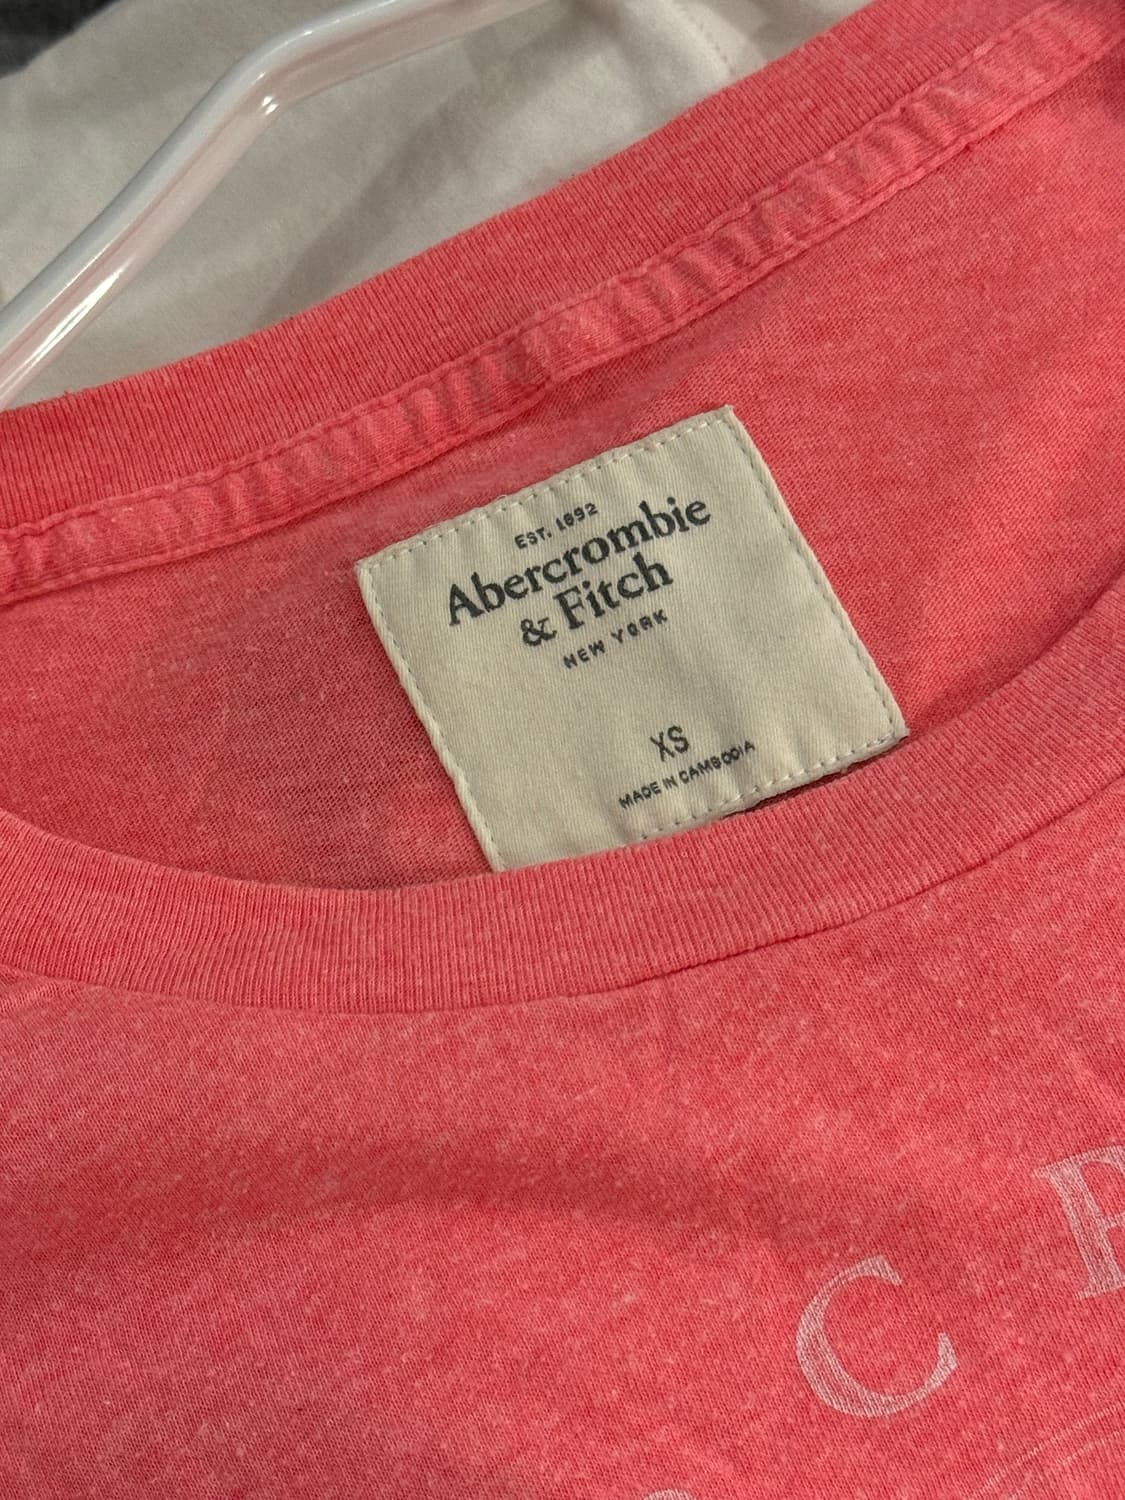 EST. 1892
Abercrombie
& Fitch
NEW YORK
XS
MADE IN CAMBODIA
C